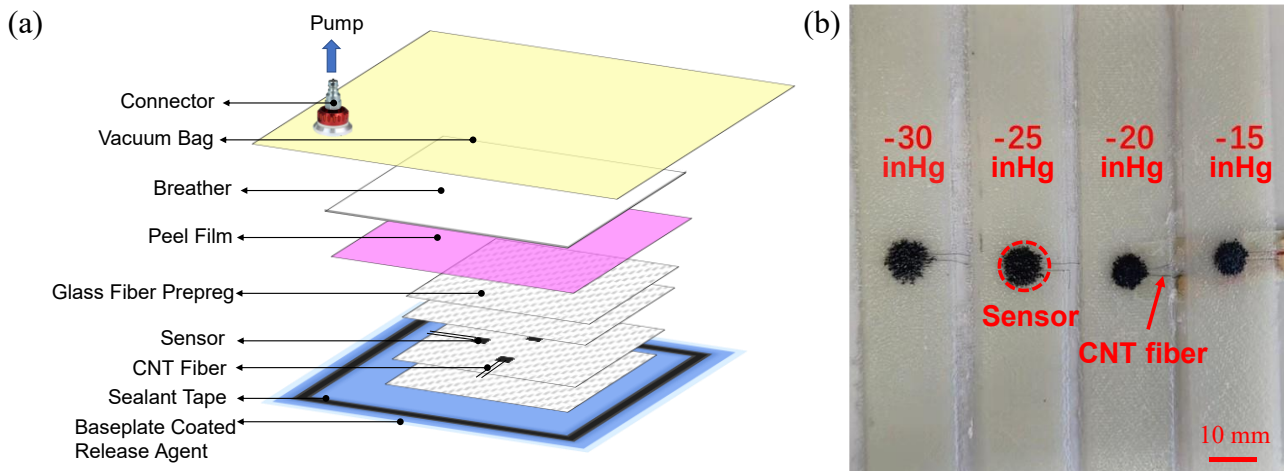 (a)
Pump
Connector
Vacuum Bag
Breather
Peel Film
Glass Fiber Prepreg
Sensor
CNT Fiber
Sealant Tape
Baseplate Coated
Release Agent
(b)
-30
inHg
-25
inHg
-20
inHg
-15
inHg
Sensor
CNT fiber
10 mm